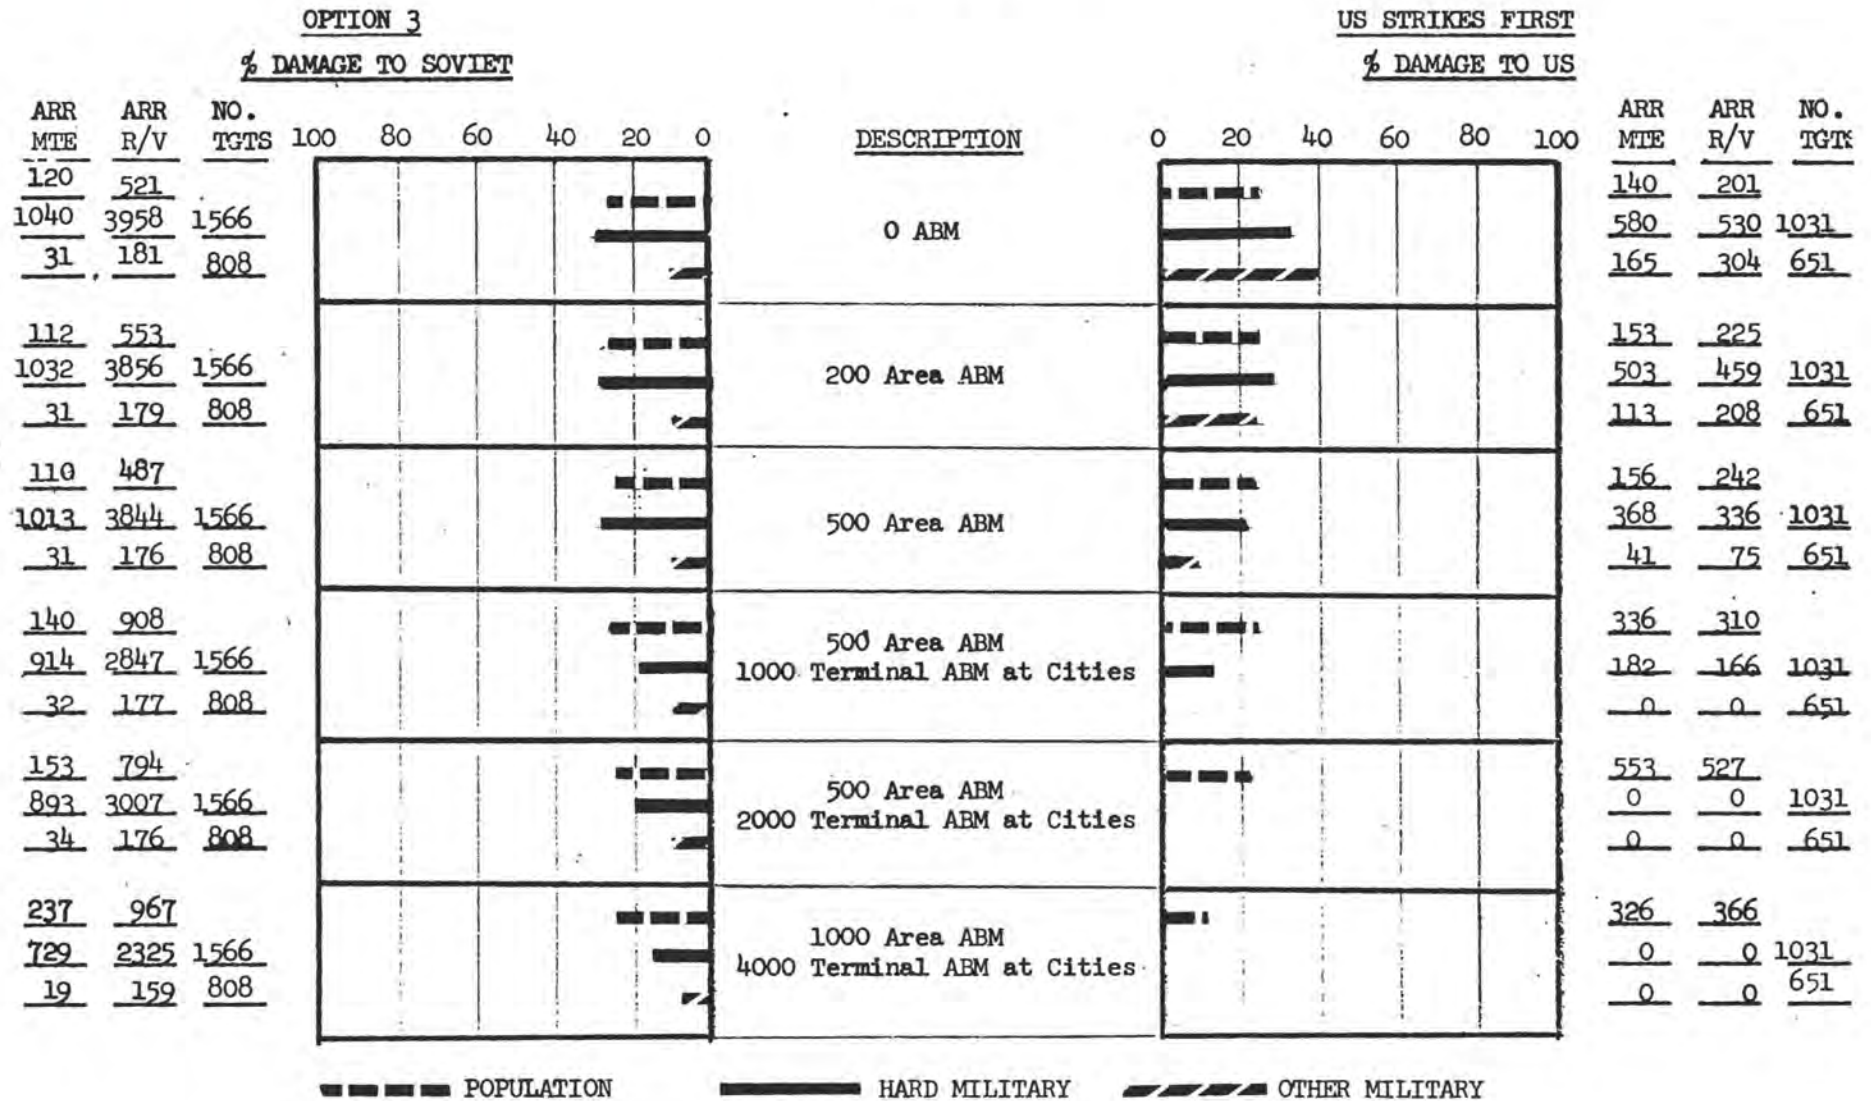 OPTION 3
US STRIKES FIRST
% DAMAGE TO SOVIET
% DAMAGE TO US
ARR ARR NO.
MTE R/V TGTS
100 80 60 40 20 0
DESCRIPTION
0 20 40 60 80 100
ARR ARR NO.
MTE R/V TGTS
120 521
1040 3958 1566
31 181 808
0 ABM
140 201
580 530 1031
165 304 651
112 553
1032 3856 1566
31 179 808
200 Area ABM
153 225
503 459 1031
113 208 651
110 487
1013 3844 1566
31 176 808
500 Area ABM
156 242
368 336 1031
41 75 651
140 908
914 2847 1566
32 177 808
500 Area ABM
1000 Terminal ABM at Cities
336 310
182 166 1031
0 0 651
153 794
893 3007 1566
34 176 808
500 Area ABM
2000 Terminal ABM at Cities
553 527
0 0 1031
0 0 651
237 967
729 2325 1566
19 159 808
1000 Area ABM
4000 Terminal ABM at Cities
326 366
0 0 1031
0 0 651
POPULATION HARD MILITARY OTHER MILITARY